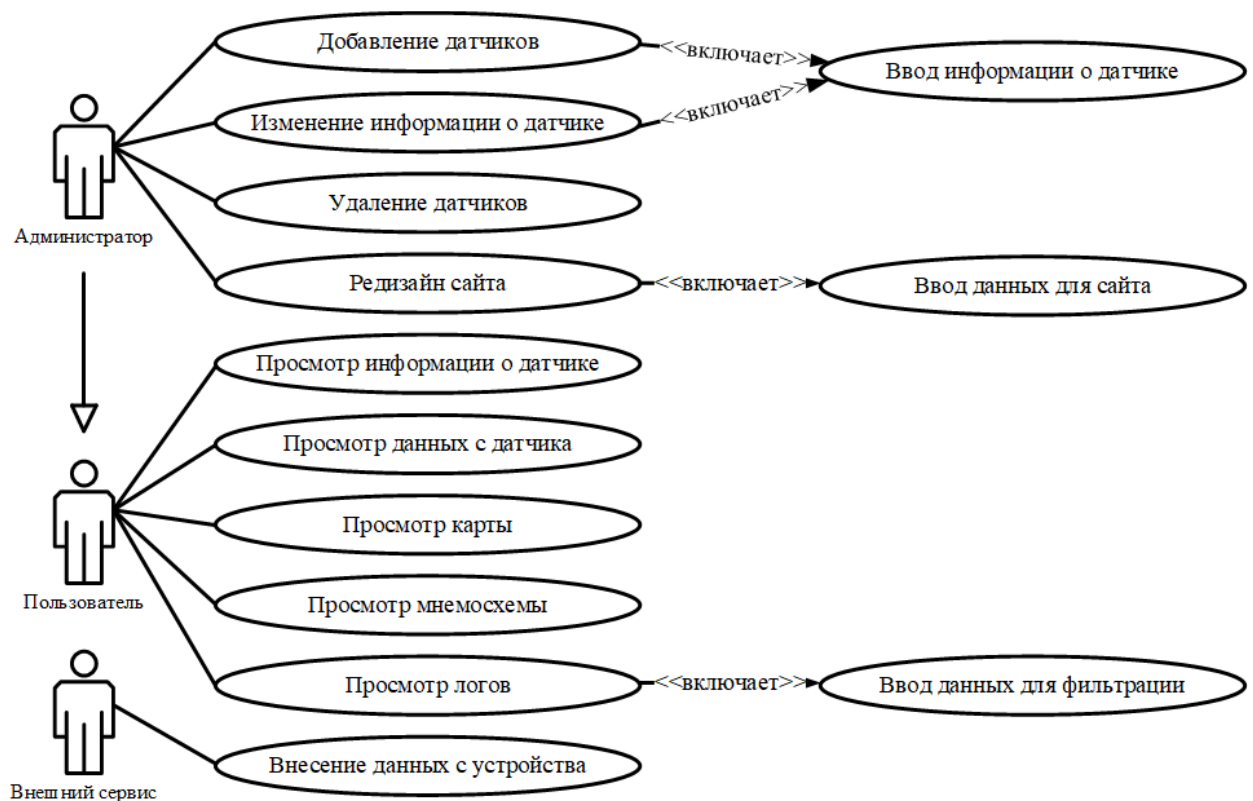 Добавление датчиков
<<включает>>
Ввод информации о датчике
Изменение информации о датчике
<<включает>>
Удаление датчиков
Администратор
Редизайн сайта
<<включает>>
Ввод данных для сайта
Просмотр информации о датчике
Просмотр данных с датчика
Просмотр карты
Пользователь
Просмотр мнемосхемы
Просмотр логов
<<включает>>
Ввод данных для фильтрации
Внесение данных с устройства
Внешний сервис